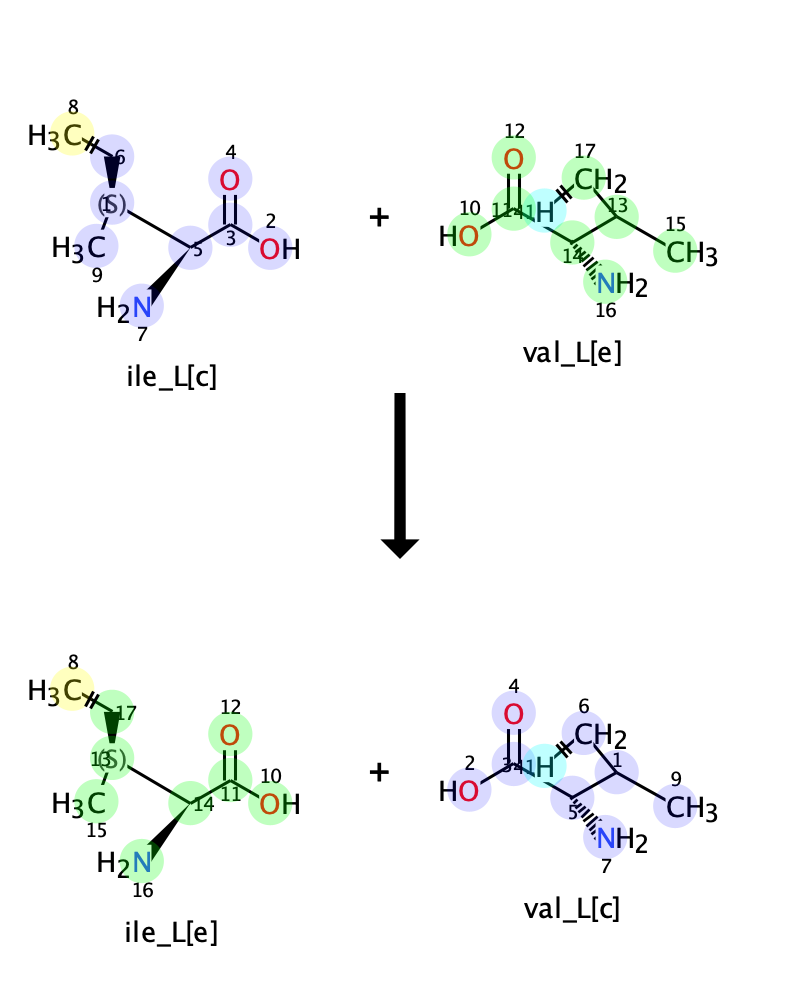 8
H3C
6
4
O
1
(S)
3
2
OH
H3C
9
5
H2N
7
ile_L[c]
+
12
O
17
CH2
10
HO
11
41
H
13
15
CH3
14
NH2
16
val_L[e]
8
H3C
17
12
O
13
(S)
11
10
OH
H3C
15
14
H2N
16
ile_L[e]
+
4
O
6
CH2
2
HO
3
41
H
1
9
CH3
5
NH2
7
val_L[c]